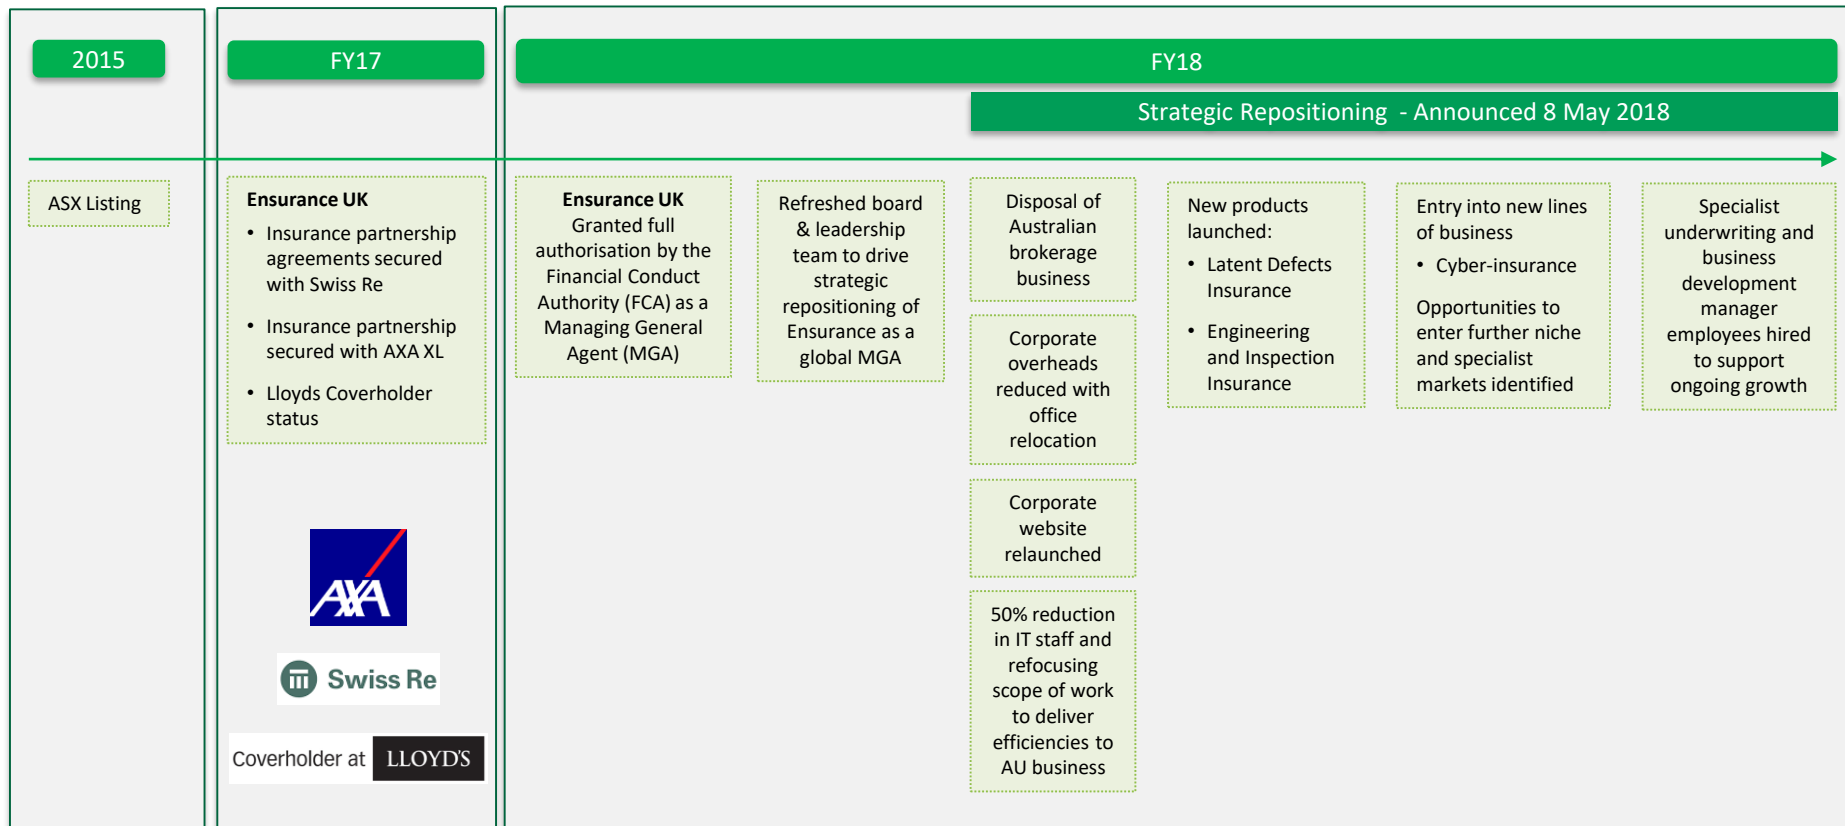 2015
FY17
FY18
Strategic Repositioning - Announced 8 May 2018
ASX Listing
Ensurance UK
• Insurance partnership
agreements secured
with Swiss Re
• Insurance partnership
secured with AXA XL
• Lloyds Coverholder
status
AXA
Swiss Re
Coverholder at LLOYD'S
Ensurance UK
Granted full
authorisation by the
Financial Conduct
Authority (FCA) as a
Managing General
Agent (MGA)
Refreshed board
& leadership
team to drive
strategic
repositioning of
Ensurance as a
global MGA
Disposal of
Australian
brokerage
business
Corporate
overheads
reduced with
office
relocation
Corporate
website
relaunched
50% reduction
in IT staff and
refocusing
scope of work
to deliver
efficiencies to
AU business
New products
launched:
• Latent Defects
Insurance
• Engineering
and Inspection
Insurance
Entry into new lines
of business
• Cyber-insurance
Opportunities to
enter further niche
and specialist
markets identified
Specialist
underwriting and
business
development
manager
employees hired
to support
ongoing growth